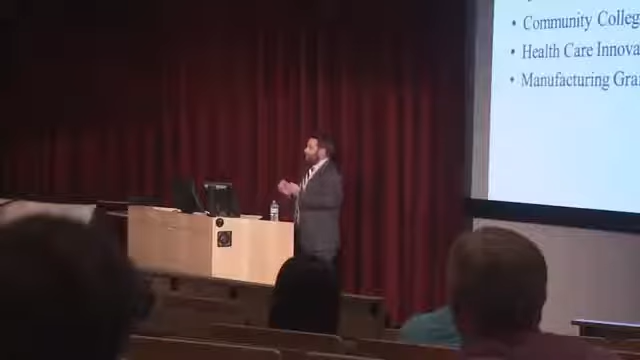 • Community Colleg
• Health Care Innova
• Manufacturing Gra